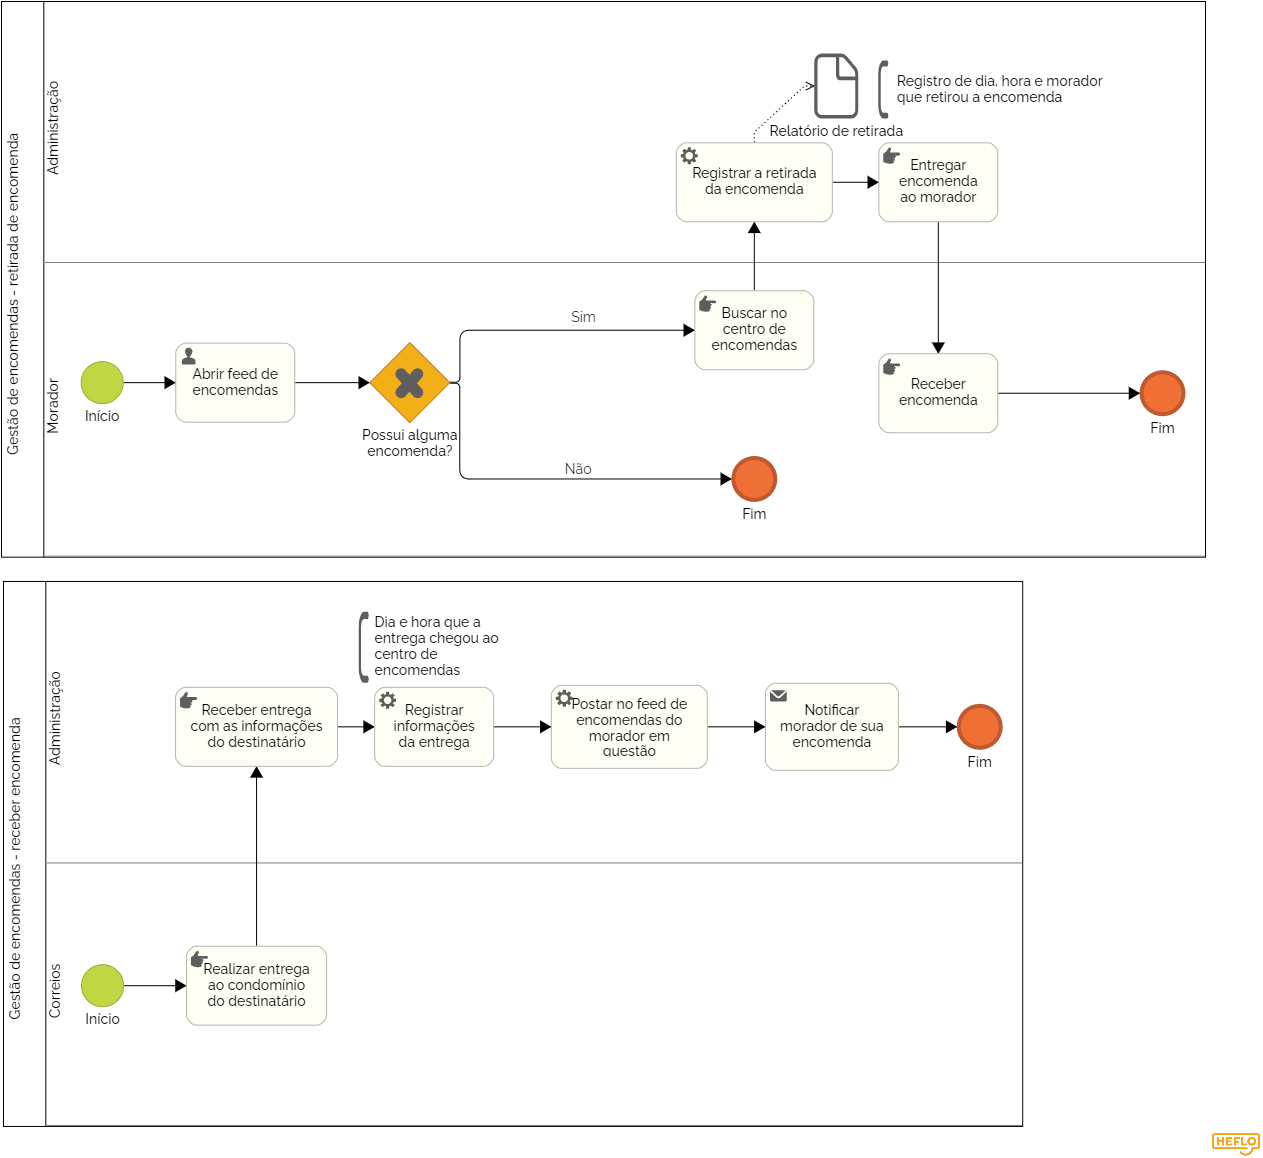 Gestão de encomendas - retirada de encomenda
Administração
Registro de dia, hora e morador
que retirou a encomenda
Relatório de retirada
Registrar a retirada
da encomenda
Entregar
encomenda
ao morador
Morador
Início
Abrir feed de
encomendas
Possui alguma
encomenda?
Sim
Não
Buscar no
centro de
encomendas
Fim
Receber
encomenda
Fim
Gestão de encomendas - receber encomenda
Administração
Dia e hora que a
entrega chegou ao
centro de
encomendas
Receber entrega
com as informações
do destinatário
Registrar
informações
da entrega
Postar no feed de
encomendas do
morador em
questão
Notificar
morador de sua
encomenda
Fim
Correios
Início
Realizar entrega
ao condomínio
do destinatário
HEFLO